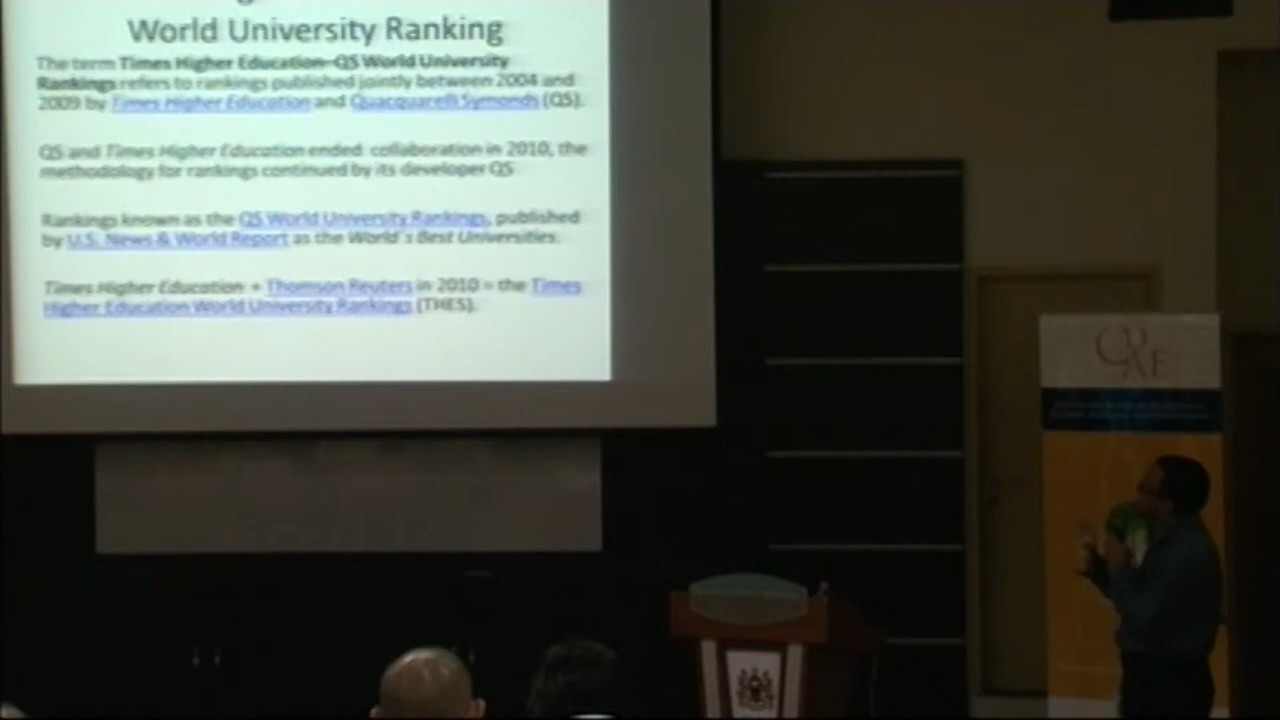 World University Ranking
The term Times Higher Education–QS World University
Rankings refers to rankings published jointly between 2004 and
2009 by Times Higher Education and Quacquarelli Symonds (QS).
QS and Times Higher Education ended collaboration in 2010, the
methodology for rankings continued by its developer QS
Rankings known as the QS World University Rankings, published
by U.S. News & World Report as the World's Best Universities.
Times Higher Education + Thomson Reuters in 2010 = the Times
Higher Education World University Rankings (THES).